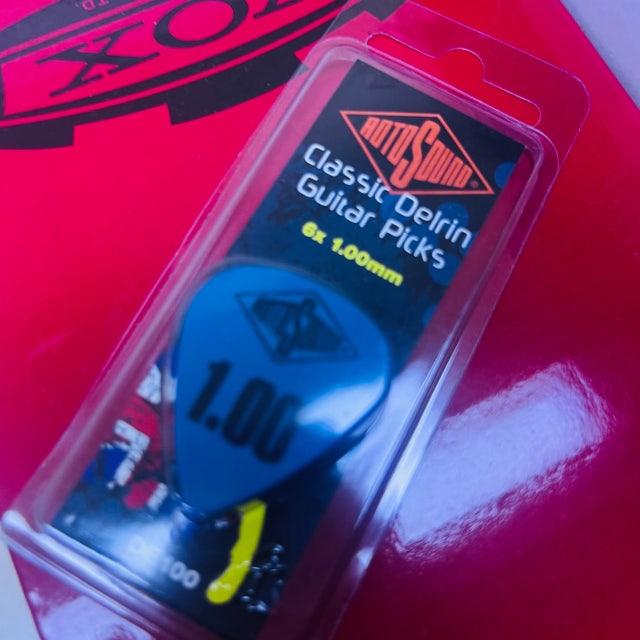 ROTOSOUND®
Classic Delrin
Guitar Picks
6x 1.00mm
1.00